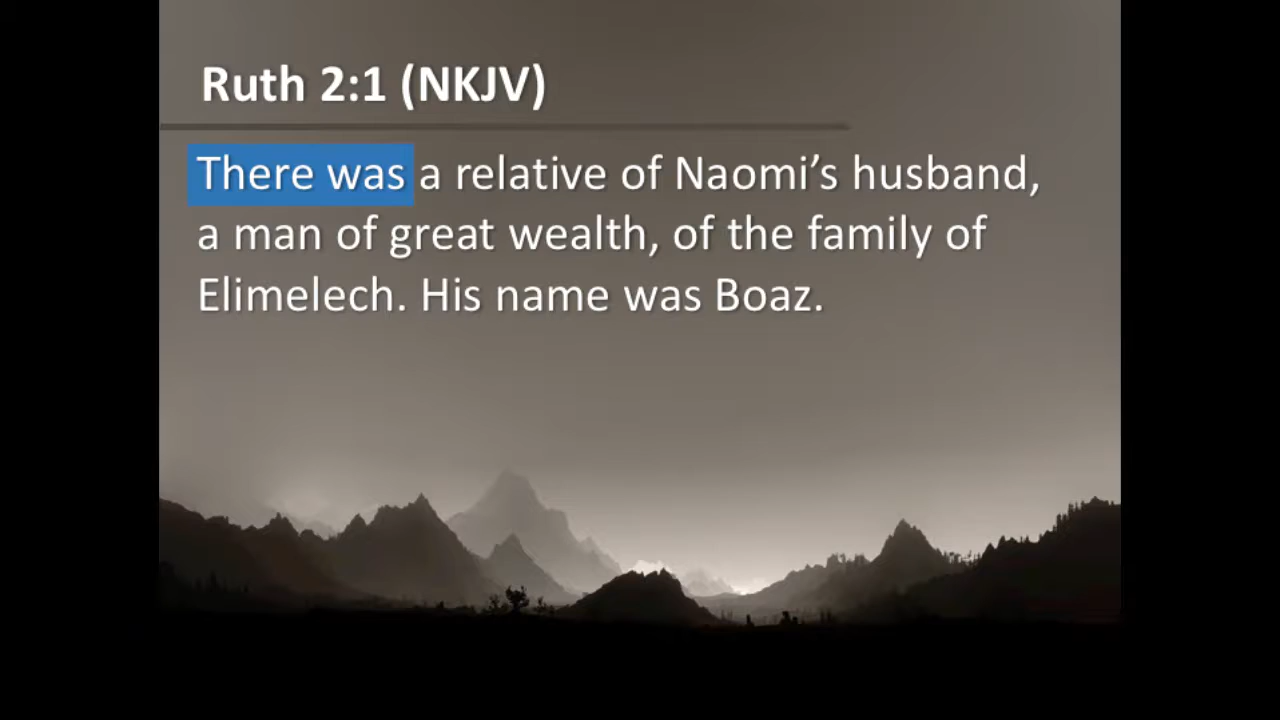 Ruth 2:1 (NKJV)
There was a relative of Naomi’s husband,
a man of great wealth, of the family of
Elimelech. His name was Boaz.